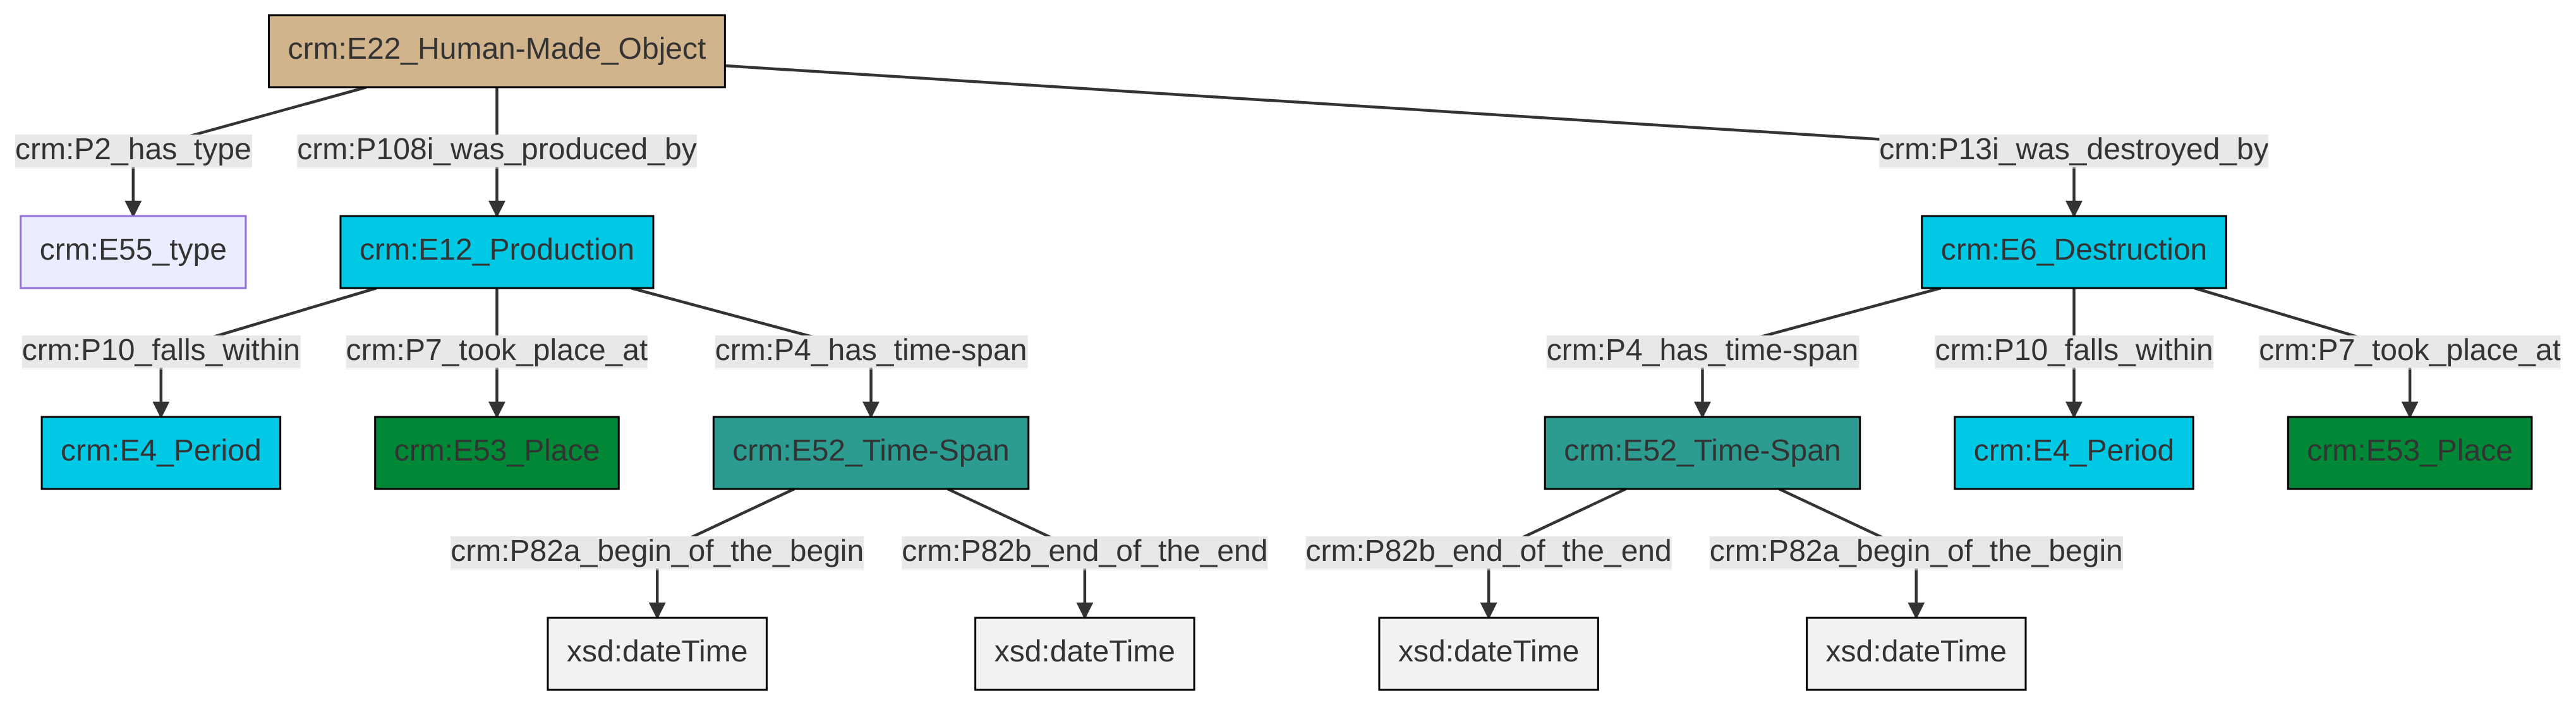 crm:E22_Human-Made_Object
crm:P2_has_type
crm:P108i_was_produced_by
crm:P13i_was_destroyed_by
crm:E55_type
crm:E12_Production
crm:E6_Destruction
crm:P10_falls_within
crm:P7_took_place_at
crm:P4_has_time-span
crm:P4_has_time-span
crm:P10_falls_within
crm:P7_took_place_at
crm:E4_Period
crm:E53_Place
crm:E52_Time-Span
crm:E52_Time-Span
crm:E4_Period
crm:E53_Place
crm:P82a_begin_of_the_begin
crm:P82b_end_of_the_end
crm:P82b_end_of_the_end
crm:P82a_begin_of_the_begin
xsd:dateTime
xsd:dateTime
xsd:dateTime
xsd:dateTime